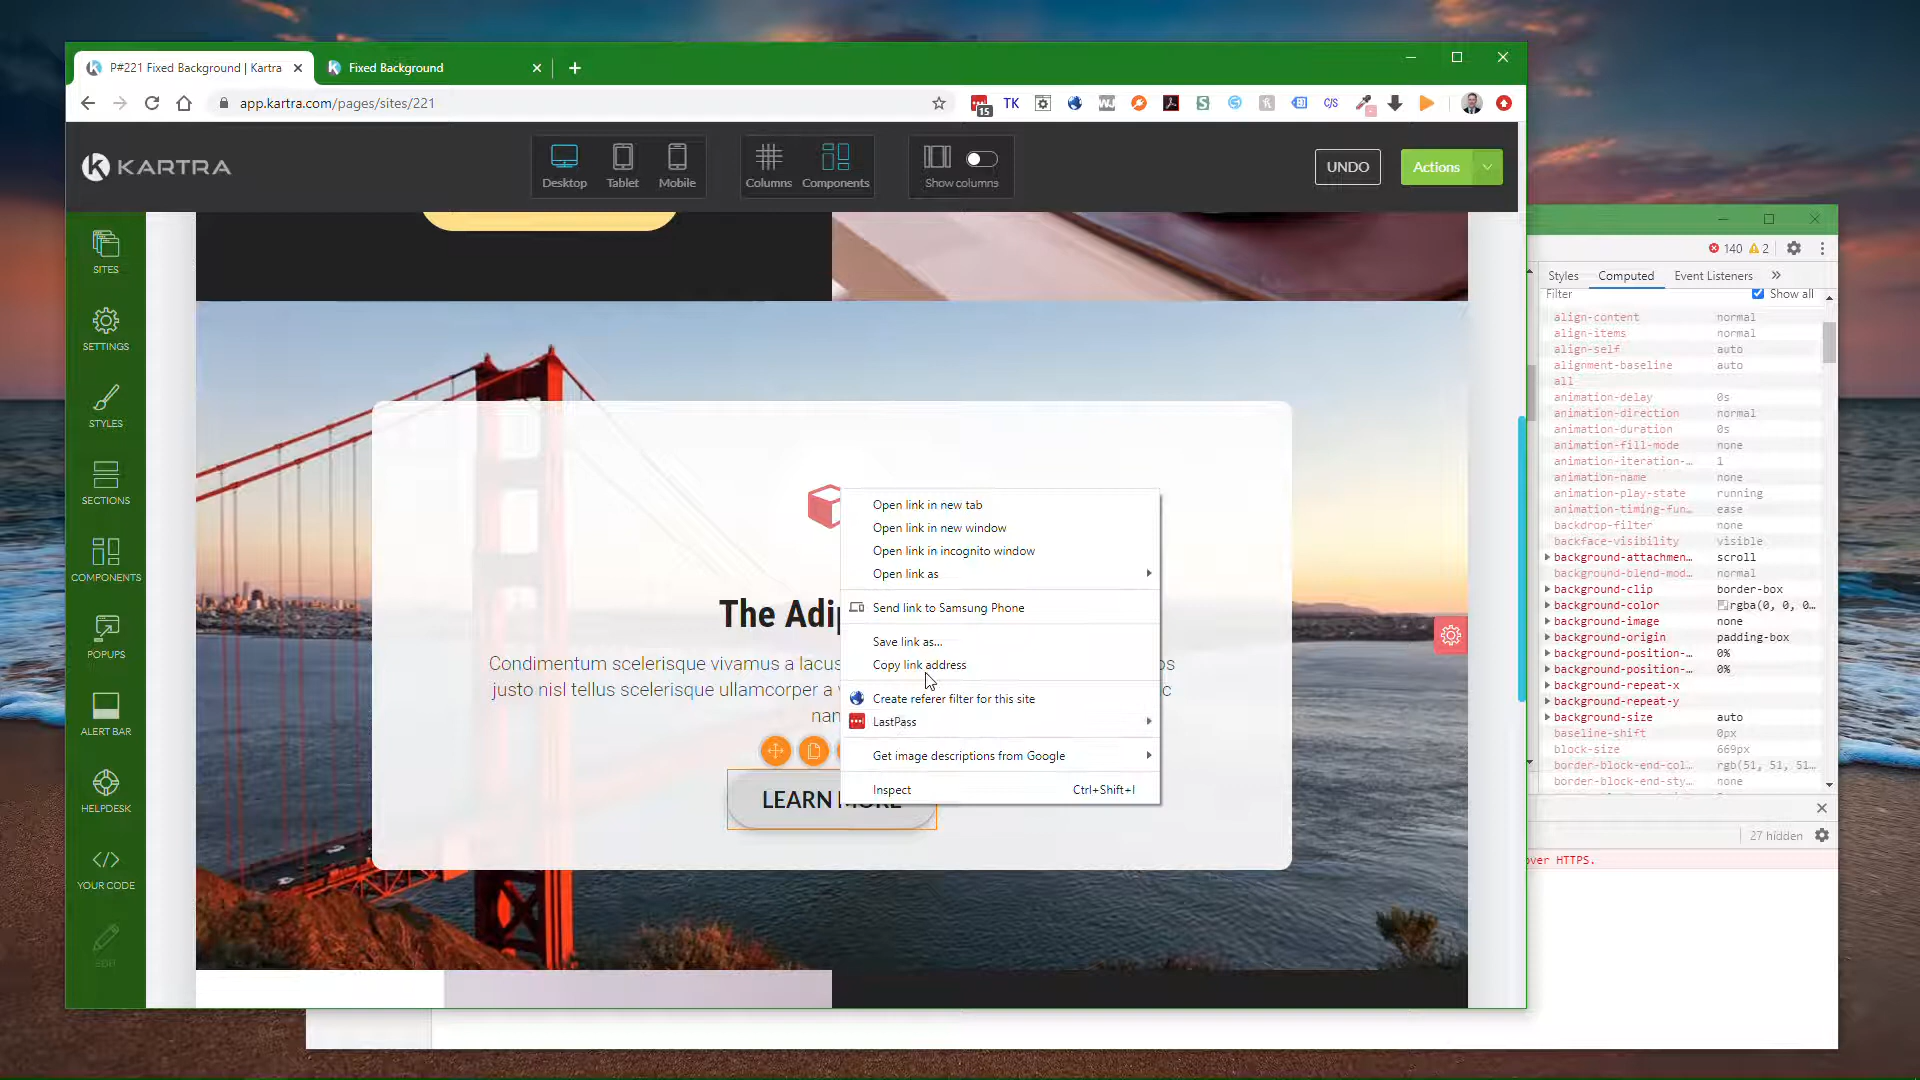 P#221 Fixed Background | Kartra
Fixed Background
app.kartra.com/pages/sites/221
15
TK
WJ
C/S
KARTRA
Desktop
Tablet
Mobile
Columns
Components
Show columns
UNDO
Actions
SITES
SETTINGS
STYLES
SECTIONS
COMPONENTS
POPUPS
ALERT BAR
HELPDESK
YOUR CODE
EDIT
The Adip
Condimentum scelerisque vivamus a lacus
os
justo nisl tellus scelerisque ullamcorper a v
c
nan
LEARN MORE
Open link in new tab
Open link in new window
Open link in incognito window
Open link as
Send link to Samsung Phone
Save link as...
Copy link address
Create referer filter for this site
LastPass
Get image descriptions from Google
Inspect Ctrl+Shift+I
140 2
Styles Computed Event Listeners »
Filter Show all
align-content normal
align-items normal
align-self auto
alignment-baseline auto
all
animation-delay 0s
animation-direction normal
animation-duration 0s
animation-fill-mode none
animation-iteration-… 1
animation-name none
animation-play-state running
animation-timing-fun… ease
backdrop-filter none
backface-visibility visible
background-attachmen… scroll
background-blend-mod… normal
background-clip border-box
background-color rgba(0, 0, 0…
background-image none
background-origin padding-box
background-position-… 0%
background-position-… 0%
background-repeat-x
background-repeat-y
background-size auto
baseline-shift 0px
block-size 669px
border-block-end-col… rgb(51, 51, 51…
border-block-end-sty… none
27 hidden
over HTTPS.